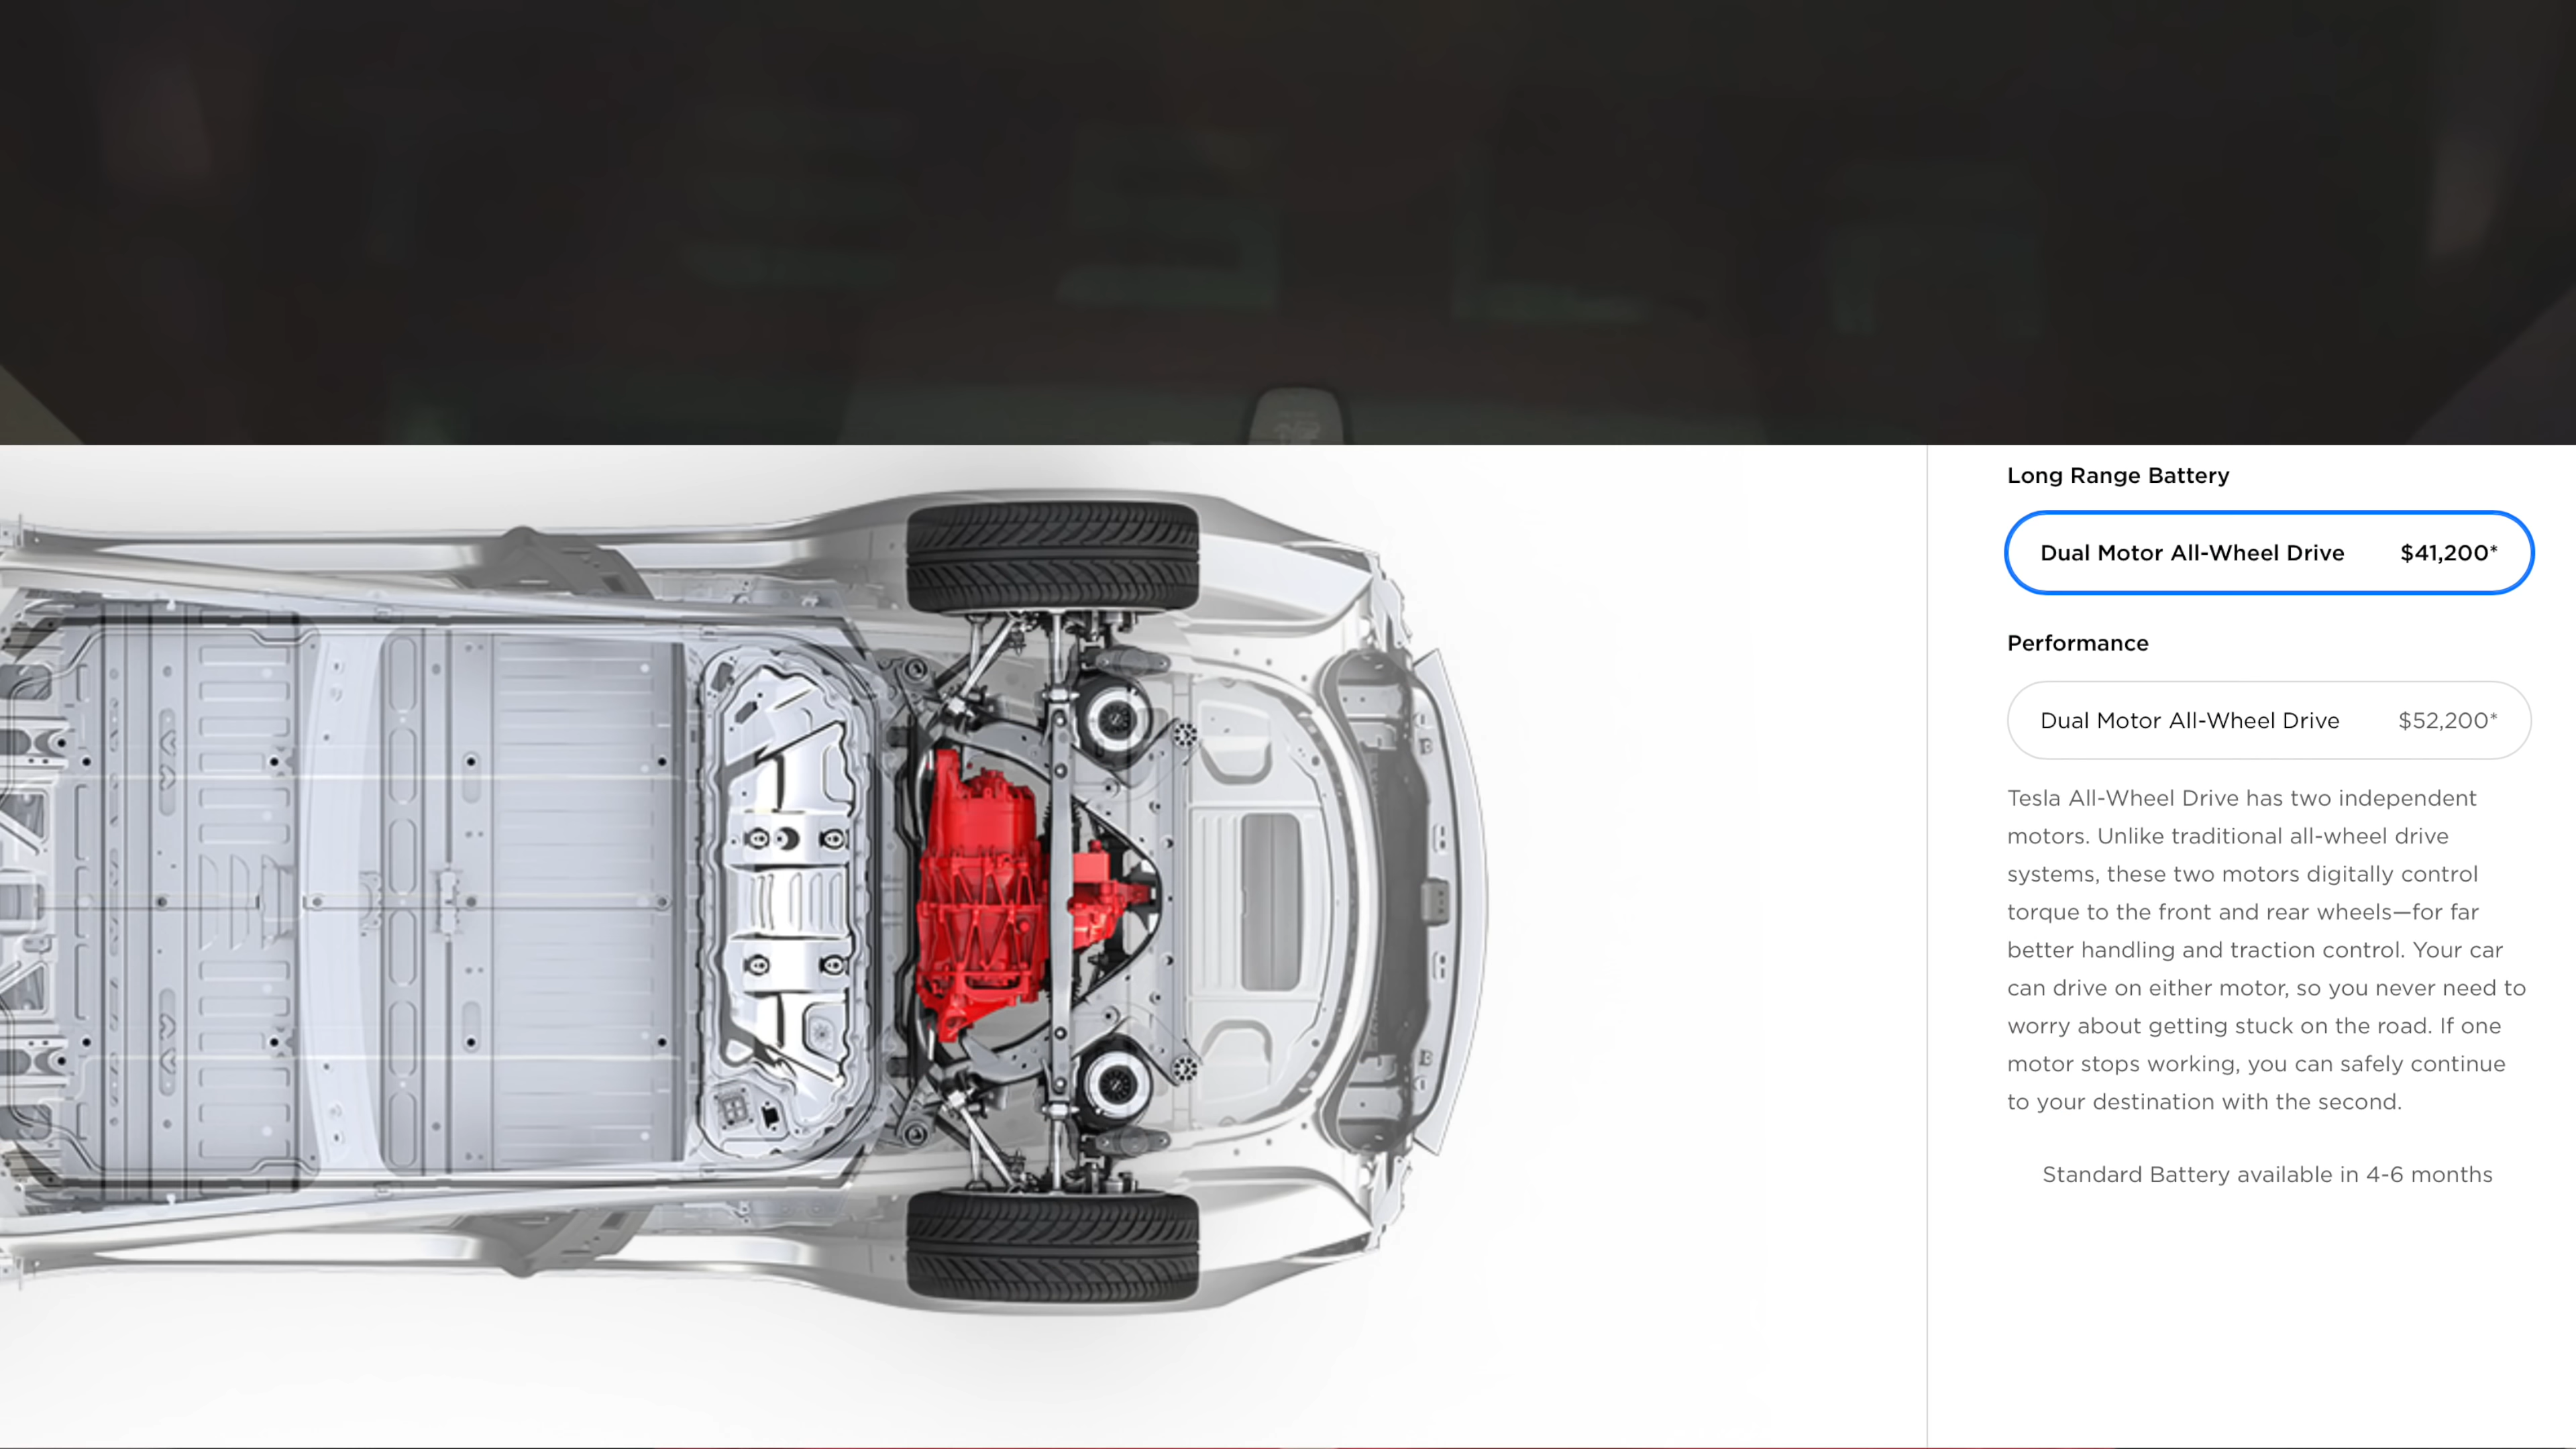 Long Range Battery
Dual Motor All-Wheel Drive $41,200*
Performance
Dual Motor All-Wheel Drive $52,200*
Tesla All-Wheel Drive has two independent
motors. Unlike traditional all-wheel drive
systems, these two motors digitally control
torque to the front and rear wheels—for far
better handling and traction control. Your car
can drive on either motor, so you never need to
worry about getting stuck on the road. If one
motor stops working, you can safely continue
to your destination with the second.
Standard Battery available in 4-6 months